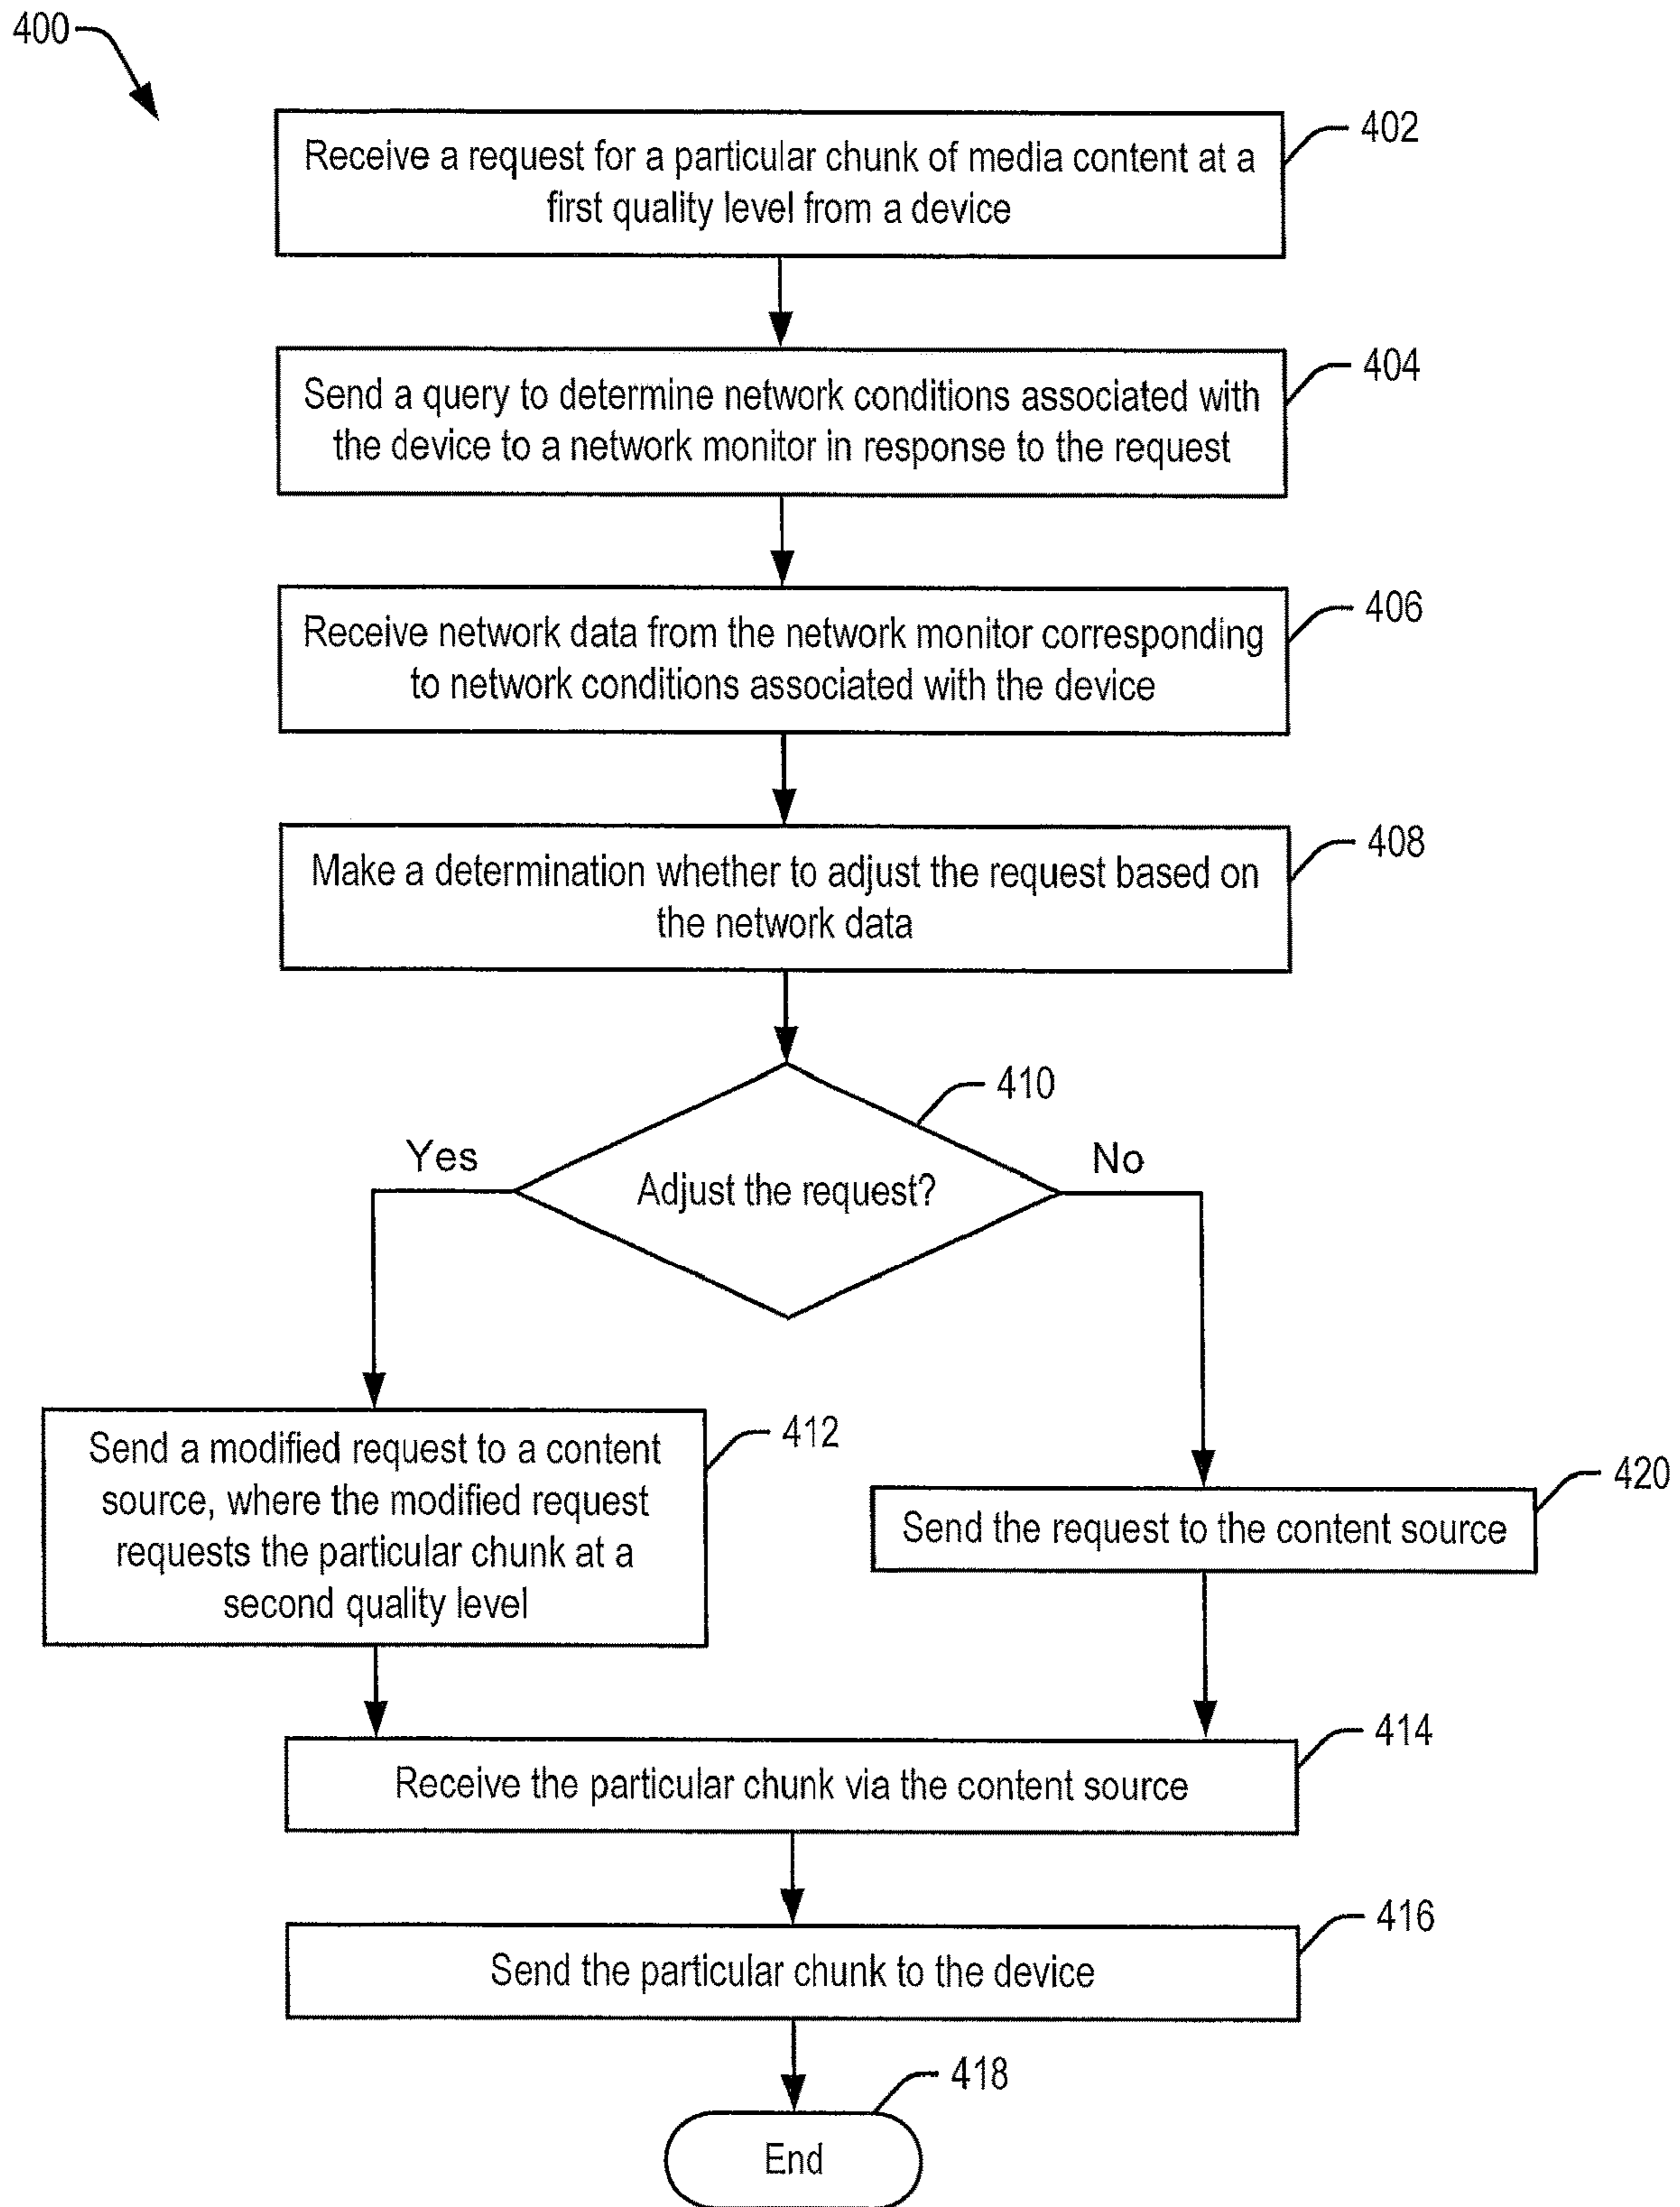 400
402
Receive a request for a particular chunk of media content at a
first quality level from a device
404
Send a query to determine network conditions associated with
the device to a network monitor in response to the request
406
Receive network data from the network monitor corresponding
to network conditions associated with the device
408
Make a determination whether to adjust the request based on
the network data
410
Yes
No
Adjust the request?
412
Send a modified request to a content
source, where the modified request
requests the particular chunk at a
second quality level
420
Send the request to the content source
414
Receive the particular chunk via the content source
416
Send the particular chunk to the device
418
End